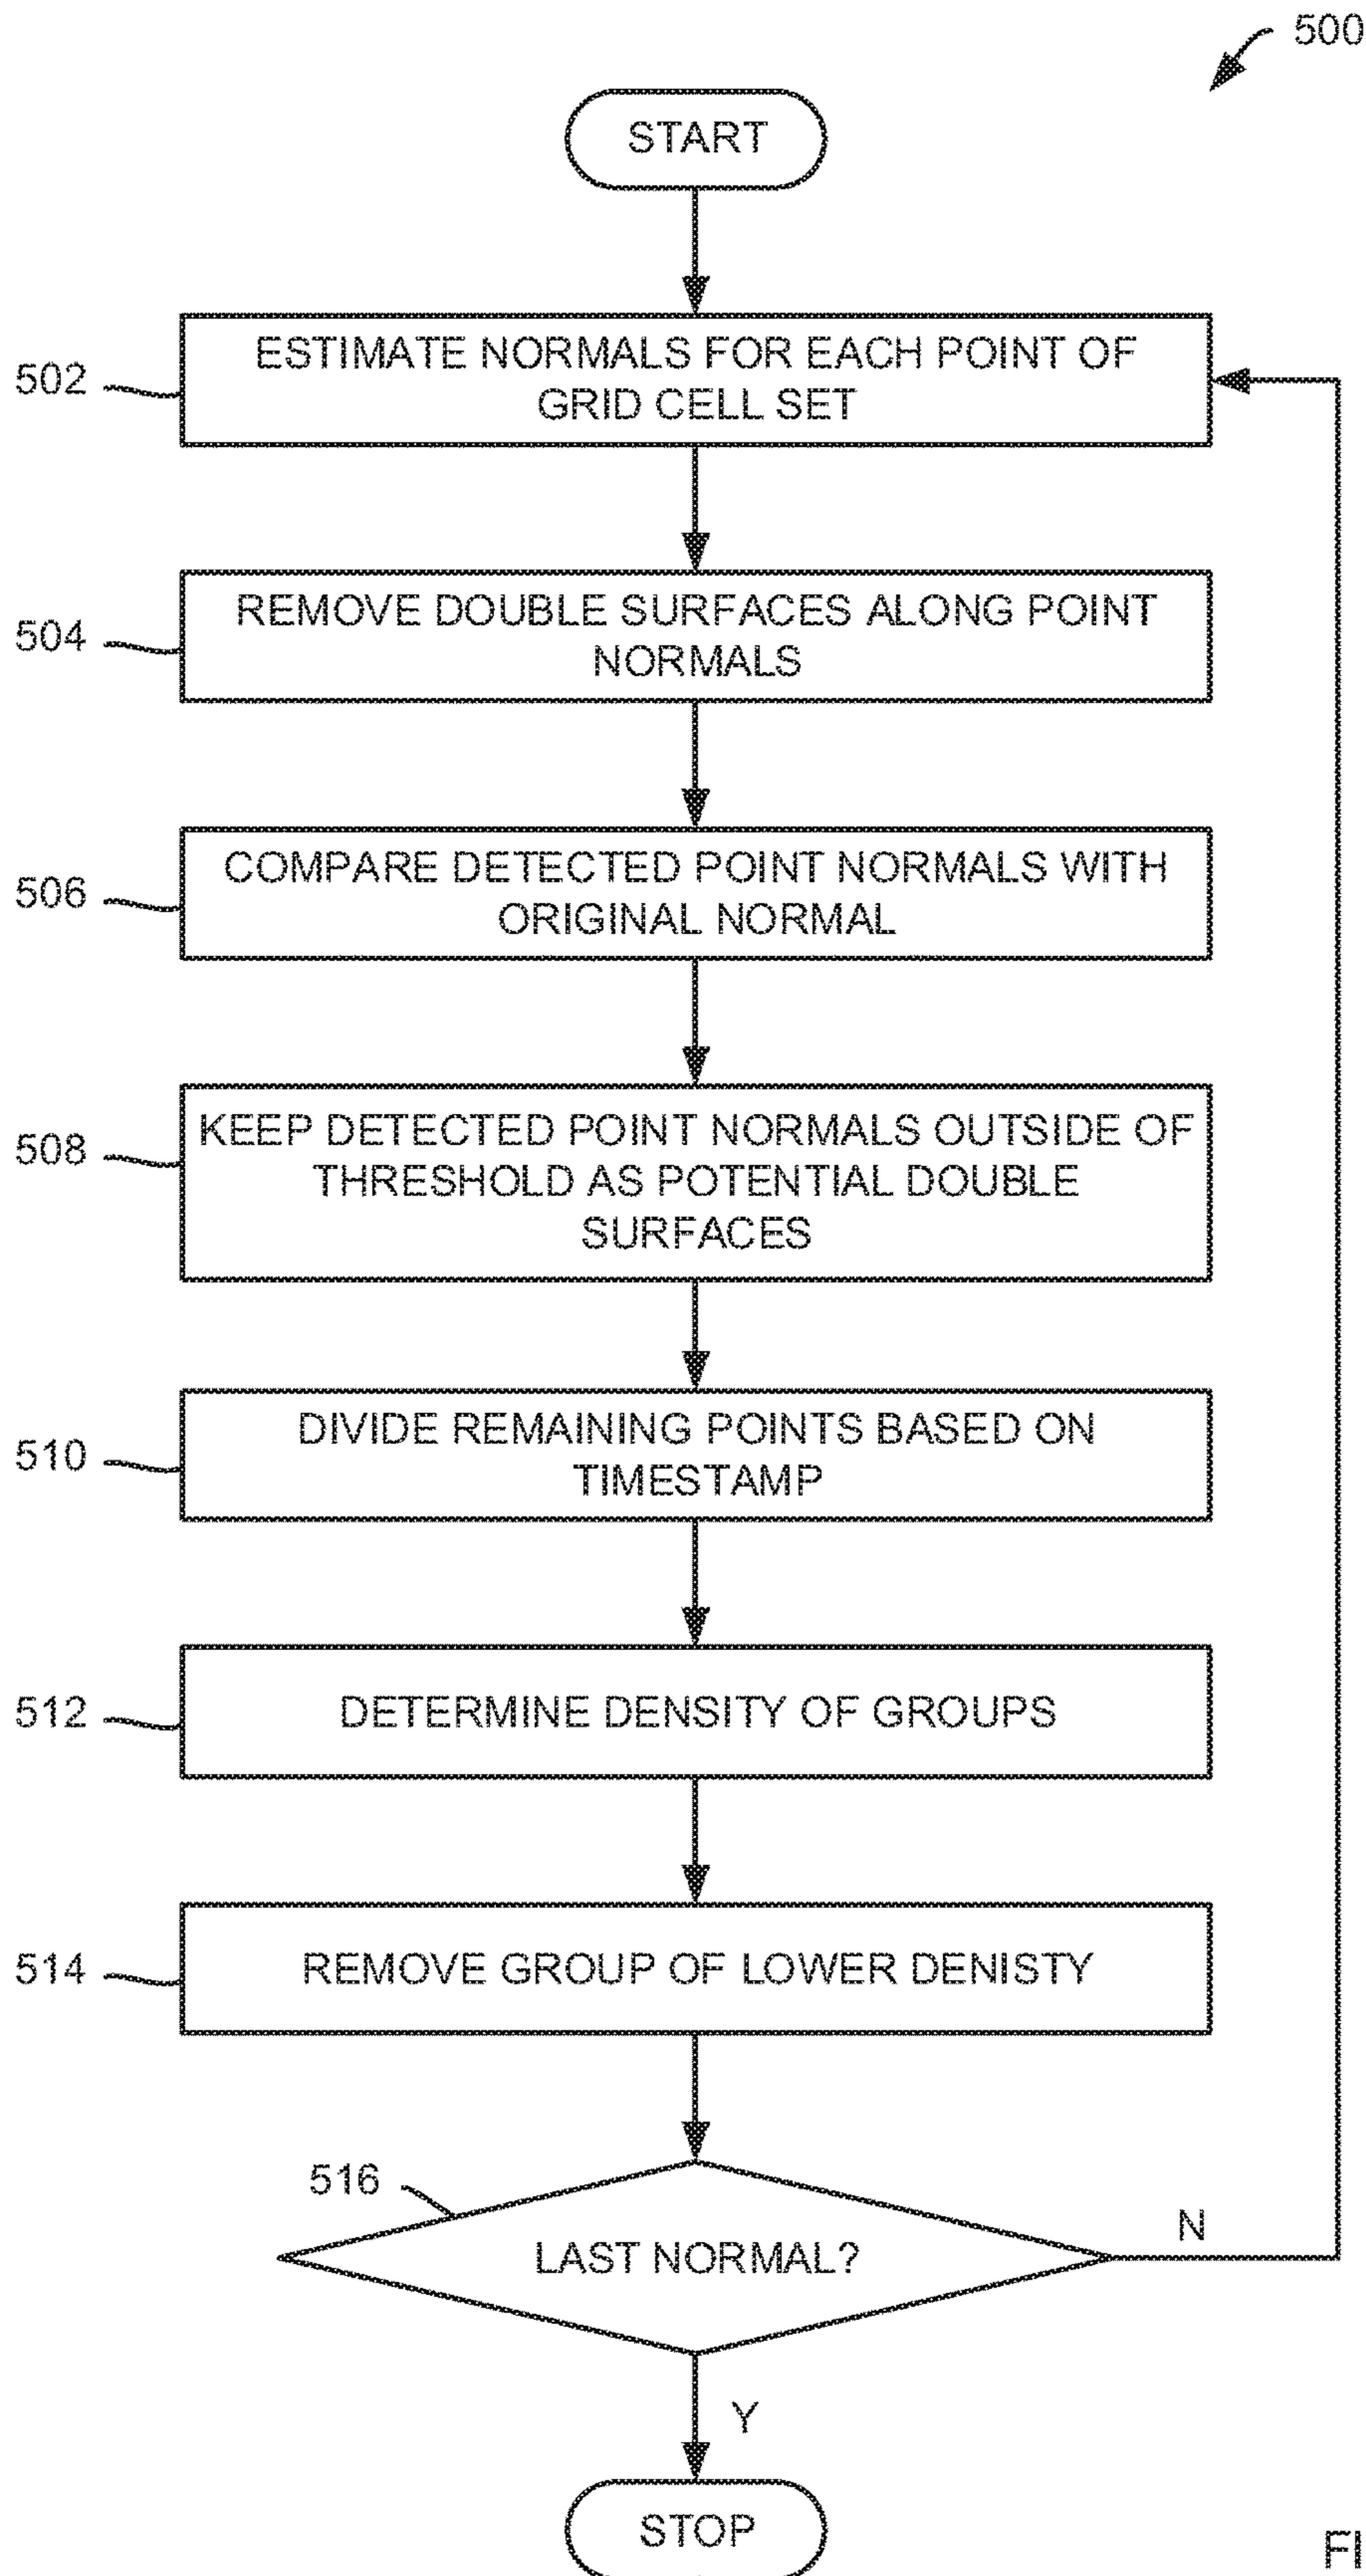 500
START
502
ESTIMATE NORMALS FOR EACH POINT OF
GRID CELL SET
504
REMOVE DOUBLE SURFACES ALONG POINT
NORMALS
506
COMPARE DETECTED POINT NORMALS WITH
ORIGINAL NORMAL
508
KEEP DETECTED POINT NORMALS OUTSIDE OF
THRESHOLD AS POTENTIAL DOUBLE
SURFACES
510
DIVIDE REMAINING POINTS BASED ON
TIMESTAMP
512
DETERMINE DENSITY OF GROUPS
514
REMOVE GROUP OF LOWER DENISTY
516
LAST NORMAL?
N
Y
STOP
FI